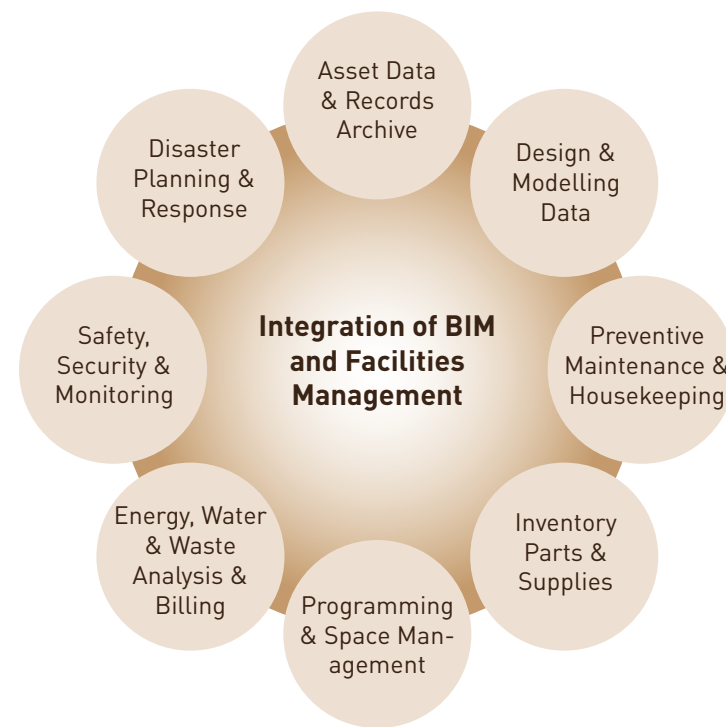 Asset Data
& Records
Archive
Design &
Modelling
Data
Preventive
Maintenance &
Housekeeping
Inventory
Parts &
Supplies
Programming
& Space Man-
agement
Energy, Water
& Waste
Analysis &
Billing
Safety,
Security &
Monitoring
Disaster
Planning &
Response
Integration of BIM
and Facilities
Management